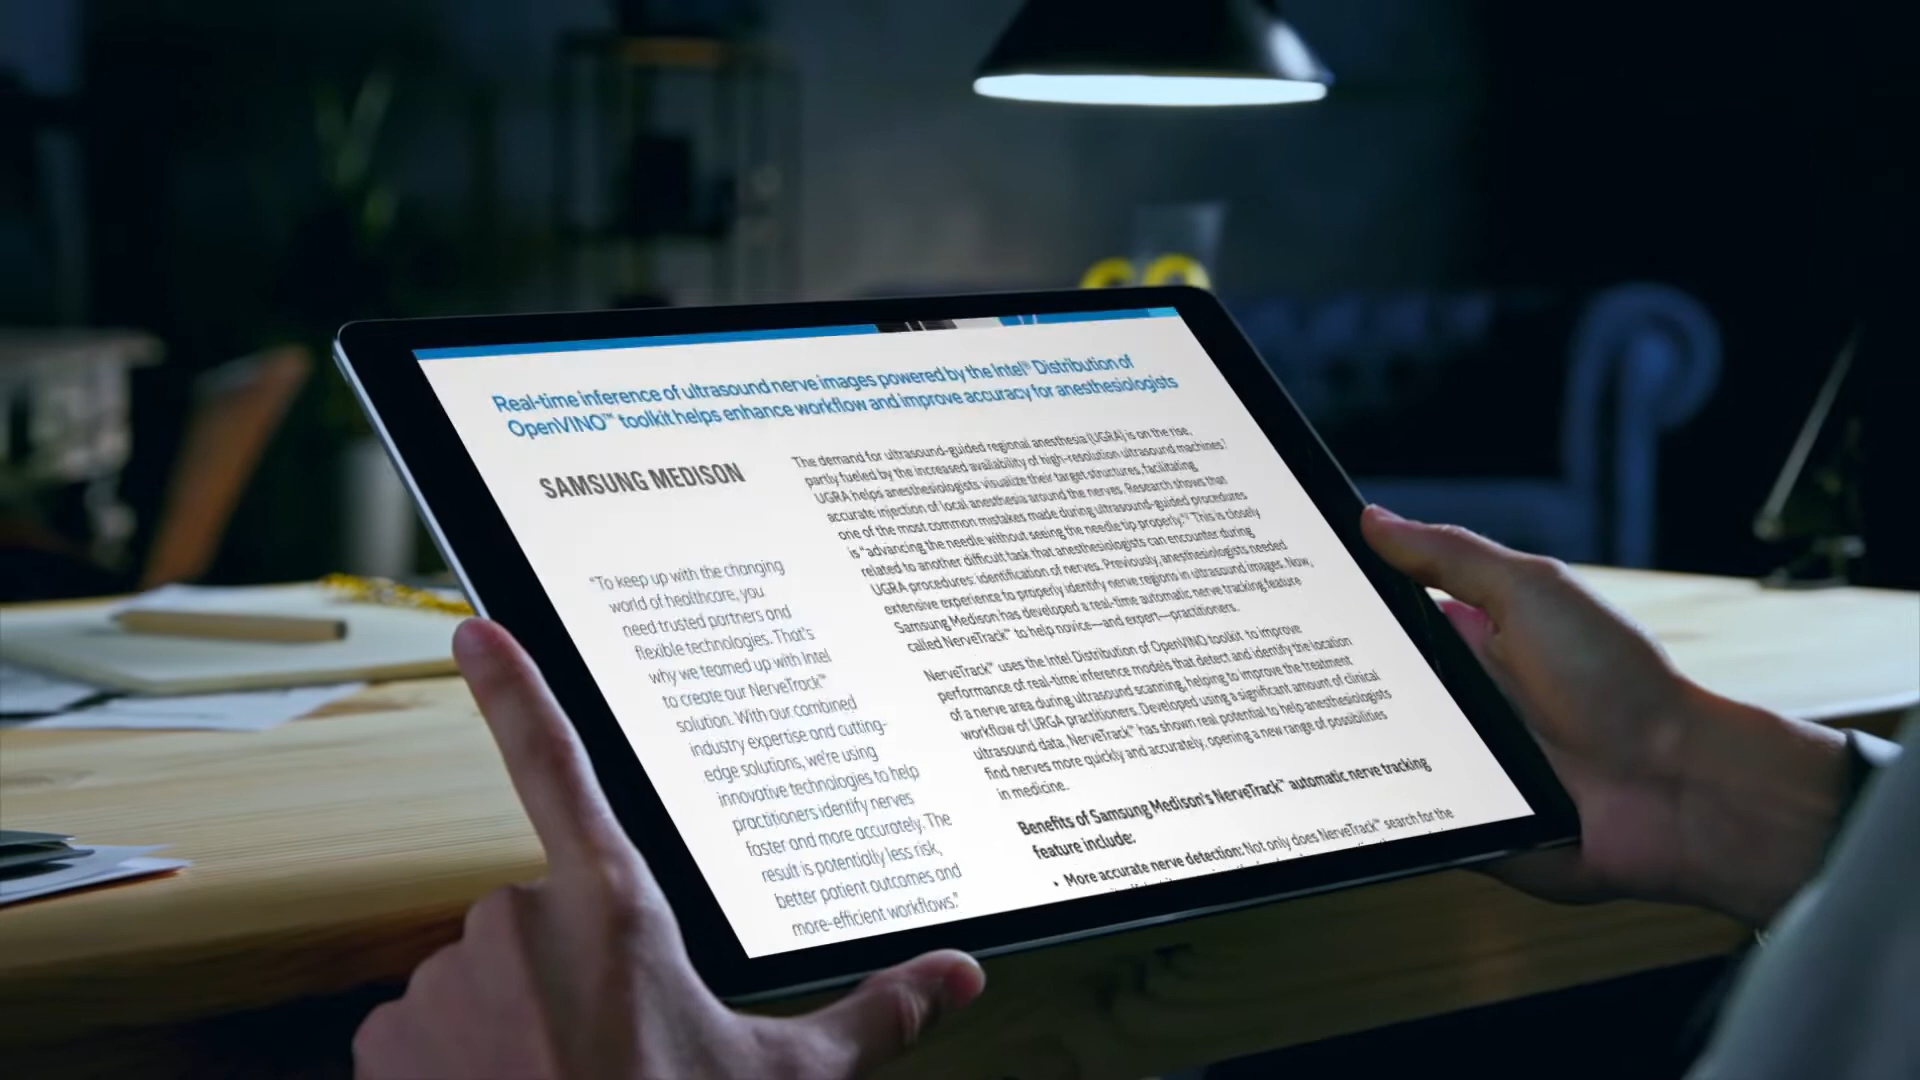 Real-time inference of ultrasound nerve images powered by the Intel® Distribution of
OpenVINO™ toolkit helps enhance workflow and improve accuracy for anesthesiologists
SAMSUNG MEDISON
"To keep up with the changing
world of healthcare, you
need trusted partners and
flexible technologies. That's
why we teamed up with Intel
to create our NerveTrack™
solution. With our combined
industry expertise and cutting-
edge solutions, we're using
innovative technologies to help
practitioners identify nerves
faster and more accurately. The
result is potentially less risk,
better patient outcomes and
more-efficient workflows."
The demand for ultrasound-guided regional anesthesia (UGRA) is on the rise,
partly fueled by the increased availability of high-resolution ultrasound machines.¹
UGRA helps anesthesiologists visualize their target structures, facilitating
accurate injection of local anesthesia around the nerves. Research shows that
one of the most common mistakes made during ultrasound-guided procedures
is "advancing the needle without seeing the needle tip properly." This is closely
related to another difficult task that anesthesiologists can encounter during
UGRA procedures: identification of nerves. Previously, anesthesiologists needed
extensive experience to properly identify nerve regions in ultrasound images. Now,
Samsung Medison has developed a real-time automatic nerve tracking feature
called NerveTrack™ to help novice—and expert—practitioners.
NerveTrack™ uses the Intel Distribution of OpenVINO toolkit to improve
performance of real-time inference models that detect and identify the location
of a nerve area during ultrasound scanning, helping to improve the treatment
workflow of URGA practitioners. Developed using a significant amount of clinical
ultrasound data, NerveTrack™ has shown real potential to help anesthesiologists
find nerves more quickly and accurately, opening a new range of possibilities
in medicine.
Benefits of Samsung Medison's NerveTrack™ automatic nerve tracking
feature include:
• More accurate nerve detection: Not only does NerveTrack™ search for the